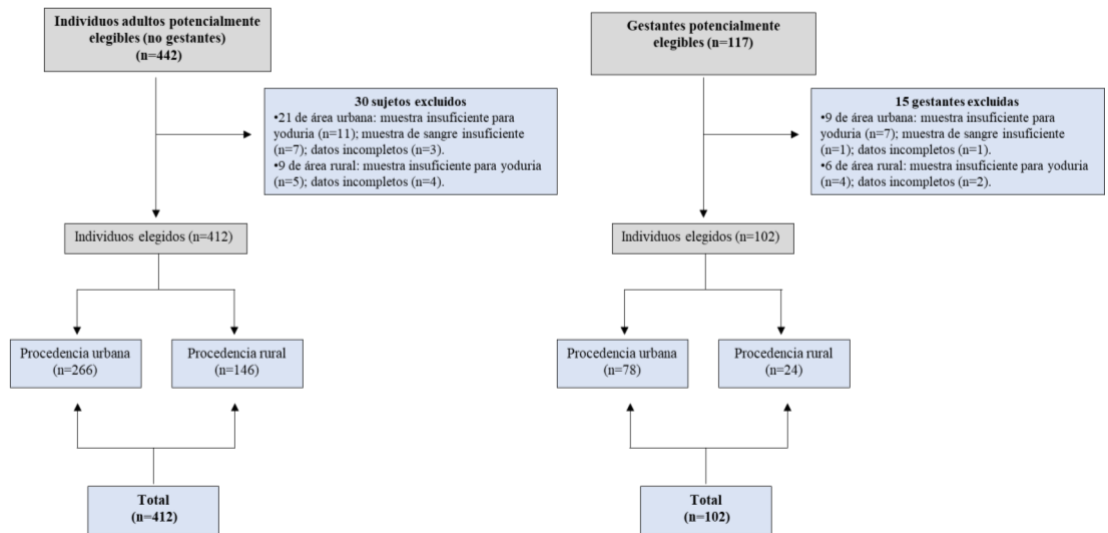 Individuos adultos potencialmente
elegibles (no gestantes)
(n=442)
30 sujetos excluidos
•21 de área urbana: muestra insuficiente para
yoduria (n=11); muestra de sangre insuficiente
(n=7); datos incompletos (n=3).
•9 de área rural: muestra insuficiente para yoduria
(n=5); datos incompletos (n=4).
Individuos elegidos (n=412)
Procedencia urbana
(n=266)
Procedencia rural
(n=146)
Total
(n=412)
Gestantes potencialmente
elegibles (n=117)
15 gestantes excluidas
•9 de área urbana: muestra insuficiente para
yoduria (n=7); muestra de sangre insuficiente
(n=1); datos incompletos (n=1).
•6 de área rural: muestra insuficiente para yoduria
(n=4); datos incompletos (n=2).
Individuos elegidos (n=102)
Procedencia urbana
(n=78)
Procedencia rural
(n=24)
Total
(n=102)